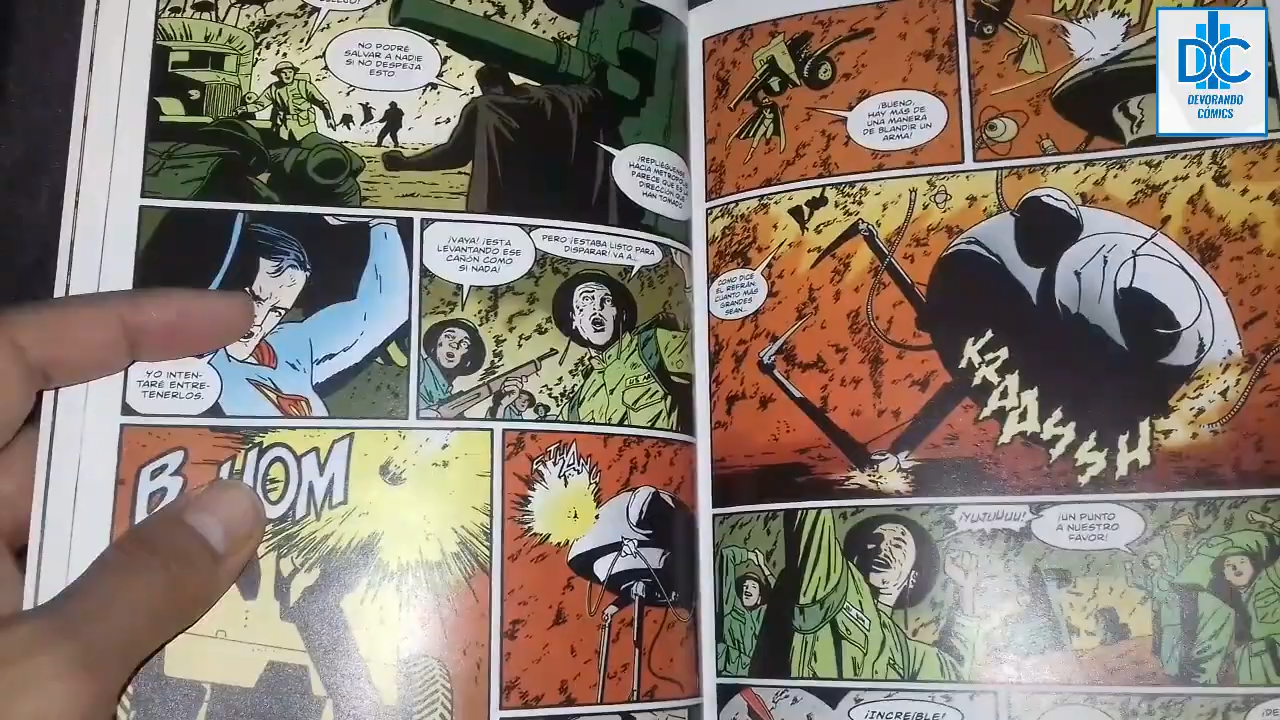 NO PODRÉ
SALVAR A NADIE
SI NO DESPEJA
ESTO.
¡REPLIÉGUENSE
HACIA
PARECE QUE ES LA
DIRECCIÓN QUE
HAN TOMADO.
YO INTEN-
TARÉ ENTRE-
TENERLOS.
¡VAYA! ¡ESTÁ
LEVANTANDO ESE
CAÑÓN COMO
SI NADA!
PERO ¡ESTABA LISTO PARA
DISPARAR! VA A...
¡BUENO,
HAY MÁS DE
UNA MANERA
DE BLANDIR UN
ARMA!
COMO DICE
EL REFRÁN:
CUANTO MÁS
GRANDES
SEAN...
KRAASSSH
¡YUJUUUU!
¡UN PUNTO
A NUESTRO
FAVOR!
¡INCREÍBLE!
DC
DEVORANDO
CÓMICS